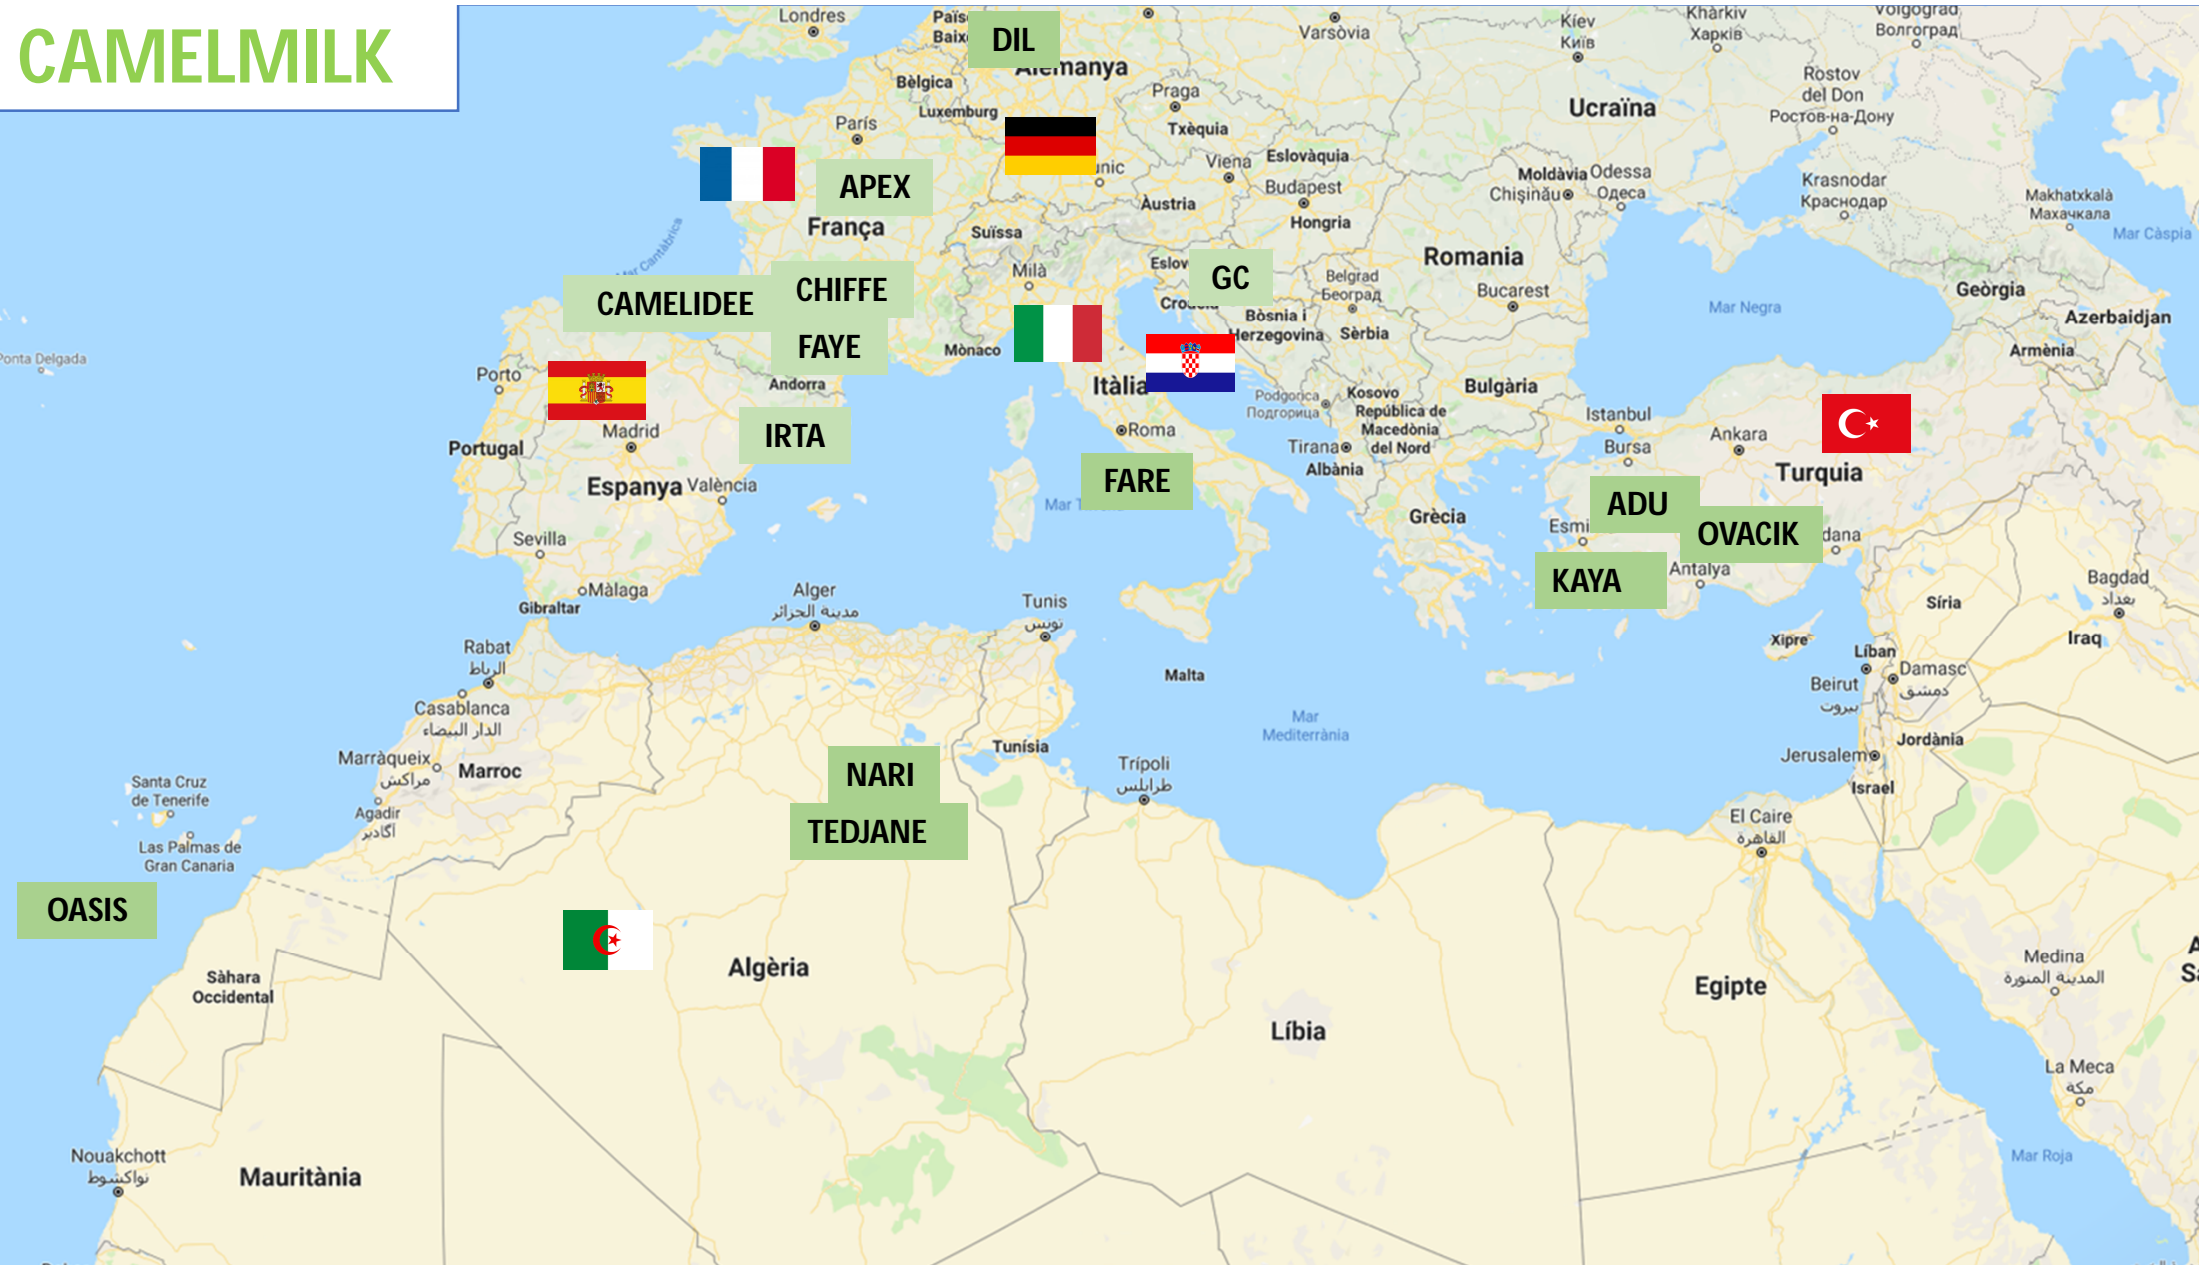 CAMELMILK
Londres
Varsòvia
Kíev
Київ
Khàrkiv
Харків
Volgograd
Волгоград
DIL
Alemanya
Bèlgica
Luxemburg
Praga
Txèquia
París
Ucraïna
Rostov
del Don
Ростов-на-Дону
APEX
França
Suïssa
Viena
Eslovàquia
Budapest
Hongria
Àustria
Moldàvia
Chişinău
Odessa
Одеса
Krasnodar
Краснодар
Makhatxkalà
Махачкала
Mar Càspia
Mar Cantàbrica
CAMELIDEE
CHIFFE
FAYE
Milà
GC
Belgrad
Београд
Romania
Bucarest
Mar Negra
Geòrgia
Azerbaidjan
Armènia
Bòsnia i
Herzegovina
Sèrbia
Mònaco
Ponta Delgada
Porto
Andorra
Itàlia
Podgorica
Подгорица
Kosovo
República de
Macedònia
del Nord
Bulgària
Istanbul
Bursa
Ankara
Turquia
Portugal
Madrid
IRTA
Roma
Tirana
Albània
Espanya
València
FARE
Grècia
ADU
OVACIK
KAYA
Antalya
Sevilla
Màlaga
Gibraltar
Alger
مدينة الجزائر
Tunis
تونس
Malta
Xipre
Síria
Bagdad
بغداد
Iraq
Líban
Beirut
بيروت
Damasc
دمشق
Rabat
الرباط
Casablanca
الدار البيضاء
Mar
Mediterrània
Marràqueix
مراكش
Marroc
Tunísia
Trípoli
طرابلس
Jerusalem
Jordània
Israel
NARI
TEDJANE
Santa Cruz
de Tenerife
Agadir
أگادیر
Las Palmas de
Gran Canaria
El Caire
القاهرة
OASIS
Sàhara
Occidental
Algèria
Líbia
Egipte
Medina
المدينة المنورة
La Meca
مكة
Nouakchott
نواكشوط
Mauritània
Mar Roja